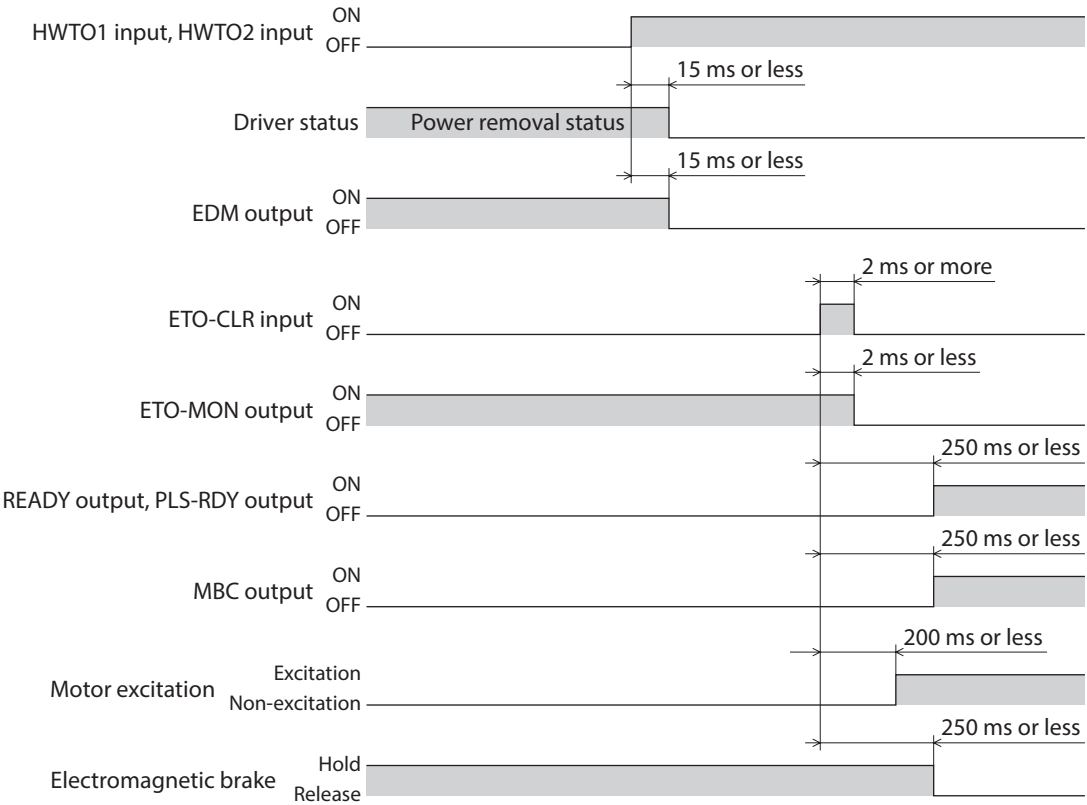 HWTO1 input, HWTO2 input
ON
OFF
15 ms or less
Driver status
Power removal status
15 ms or less
EDM output
ON
OFF
2 ms or more
ETO-CLR input
ON
OFF
2 ms or less
ETO-MON output
ON
OFF
250 ms or less
READY output, PLS-RDY output
ON
OFF
250 ms or less
MBC output
ON
OFF
200 ms or less
Motor excitation
Excitation
Non-excitation
250 ms or less
Electromagnetic brake
Hold
Release